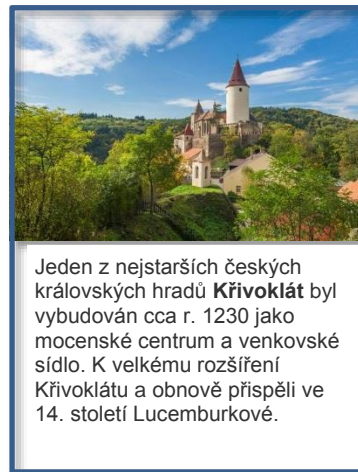 Jeden z nejstarších českých
královských hradů Křivoklát byl
vybudován cca r. 1230 jako
mocenské centrum a venkovské
sídlo. K velkému rozšíření
Křivoklátu a obnově přispěli ve
14. století Lucemburkové.